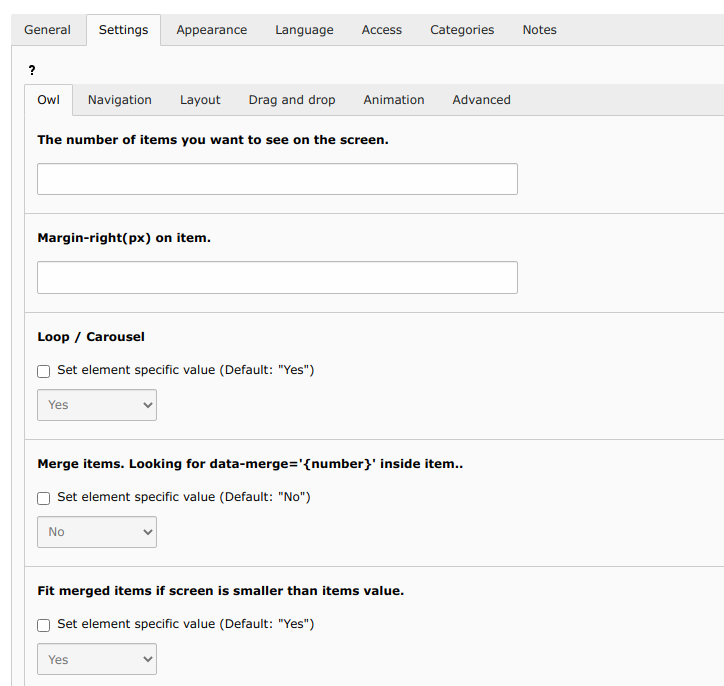 General Settings Appearance Language Access Categories Notes
?
Owl Navigation Layout Drag and drop Animation Advanced
The number of items you want to see on the screen.
Margin-right(px) on item.
Loop / Carousel
Set element specific value (Default: "Yes")
Yes
Merge items. Looking for data-merge='{number}' inside item..
Set element specific value (Default: "No")
No
Fit merged items if screen is smaller than items value.
Set element specific value (Default: "Yes")
Yes